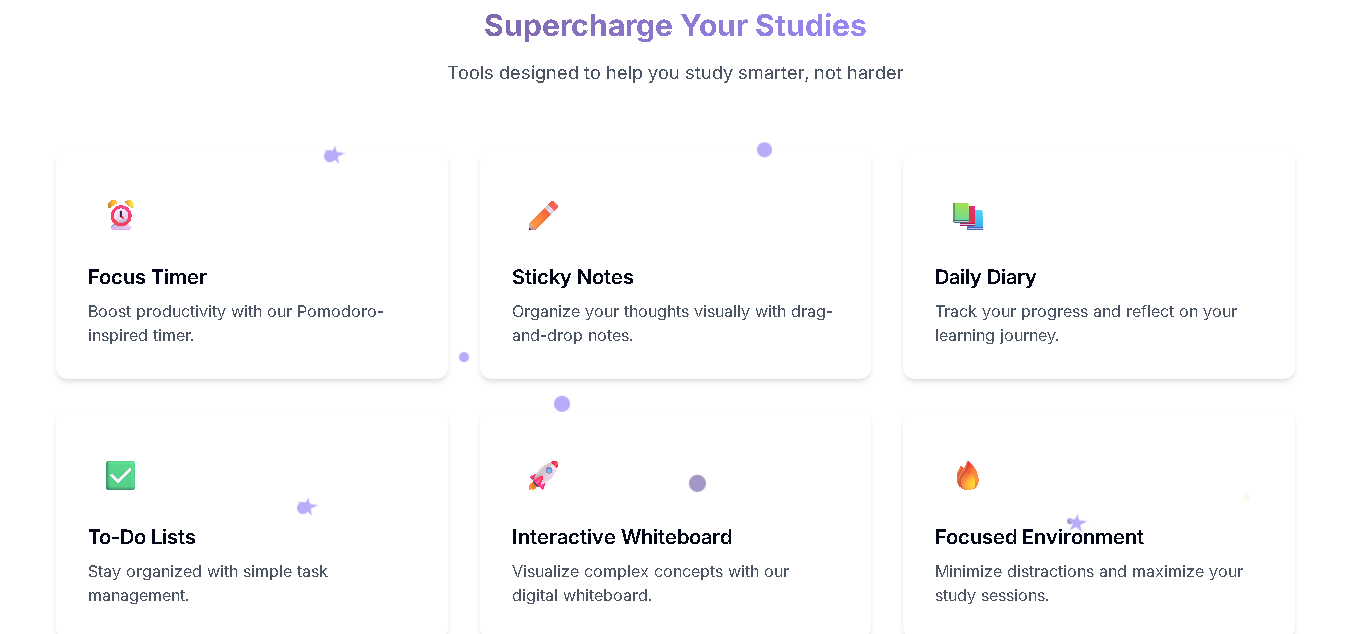 Supercharge Your Studies
Tools designed to help you study smarter, not harder
Focus Timer
Boost productivity with our Pomodoro-
inspired timer.
Sticky Notes
Organize your thoughts visually with drag-
and-drop notes.
Daily Diary
Track your progress and reflect on your
learning journey.
To-Do Lists
Stay organized with simple task
management.
Interactive Whiteboard
Visualize complex concepts with our
digital whiteboard.
Focused Environment
Minimize distractions and maximize your
study sessions.